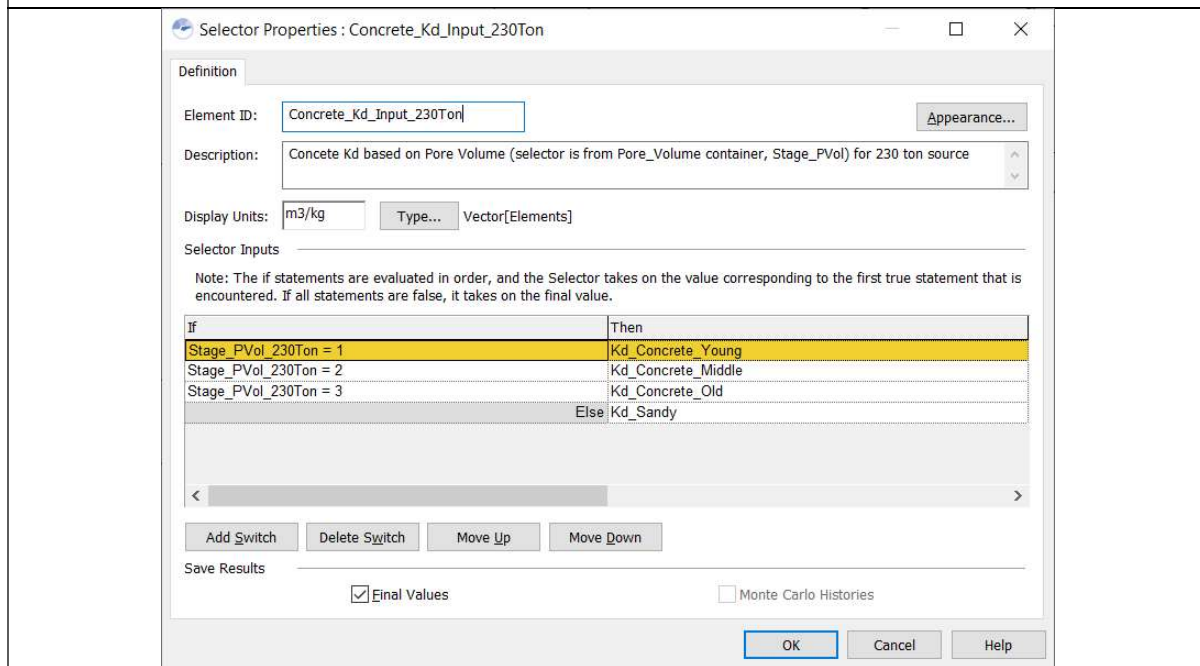 Selector Properties : Concrete_Kd_Input_230Ton
Definition
Element ID: Concrete_Kd_Input_230Ton Appearance...
Description: Concete Kd based on Pore Volume (selector is from Pore_Volume container, Stage_PVol) for 230 ton source
Display Units: m3/kg Type... Vector[Elements]
Selector Inputs
Note: The if statements are evaluated in order, and the Selector takes on the value corresponding to the first true statement that is
encountered. If all statements are false, it takes on the final value.
If Then
Stage_PVol_230Ton = 1 Kd_Concrete_Young
Stage_PVol_230Ton = 2 Kd_Concrete_Middle
Stage_PVol_230Ton = 3 Kd_Concrete_Old
Else Kd_Sandy
Add Switch Delete Switch Move Up Move Down
Save Results
Final Values Monte Carlo Histories
OK Cancel Help